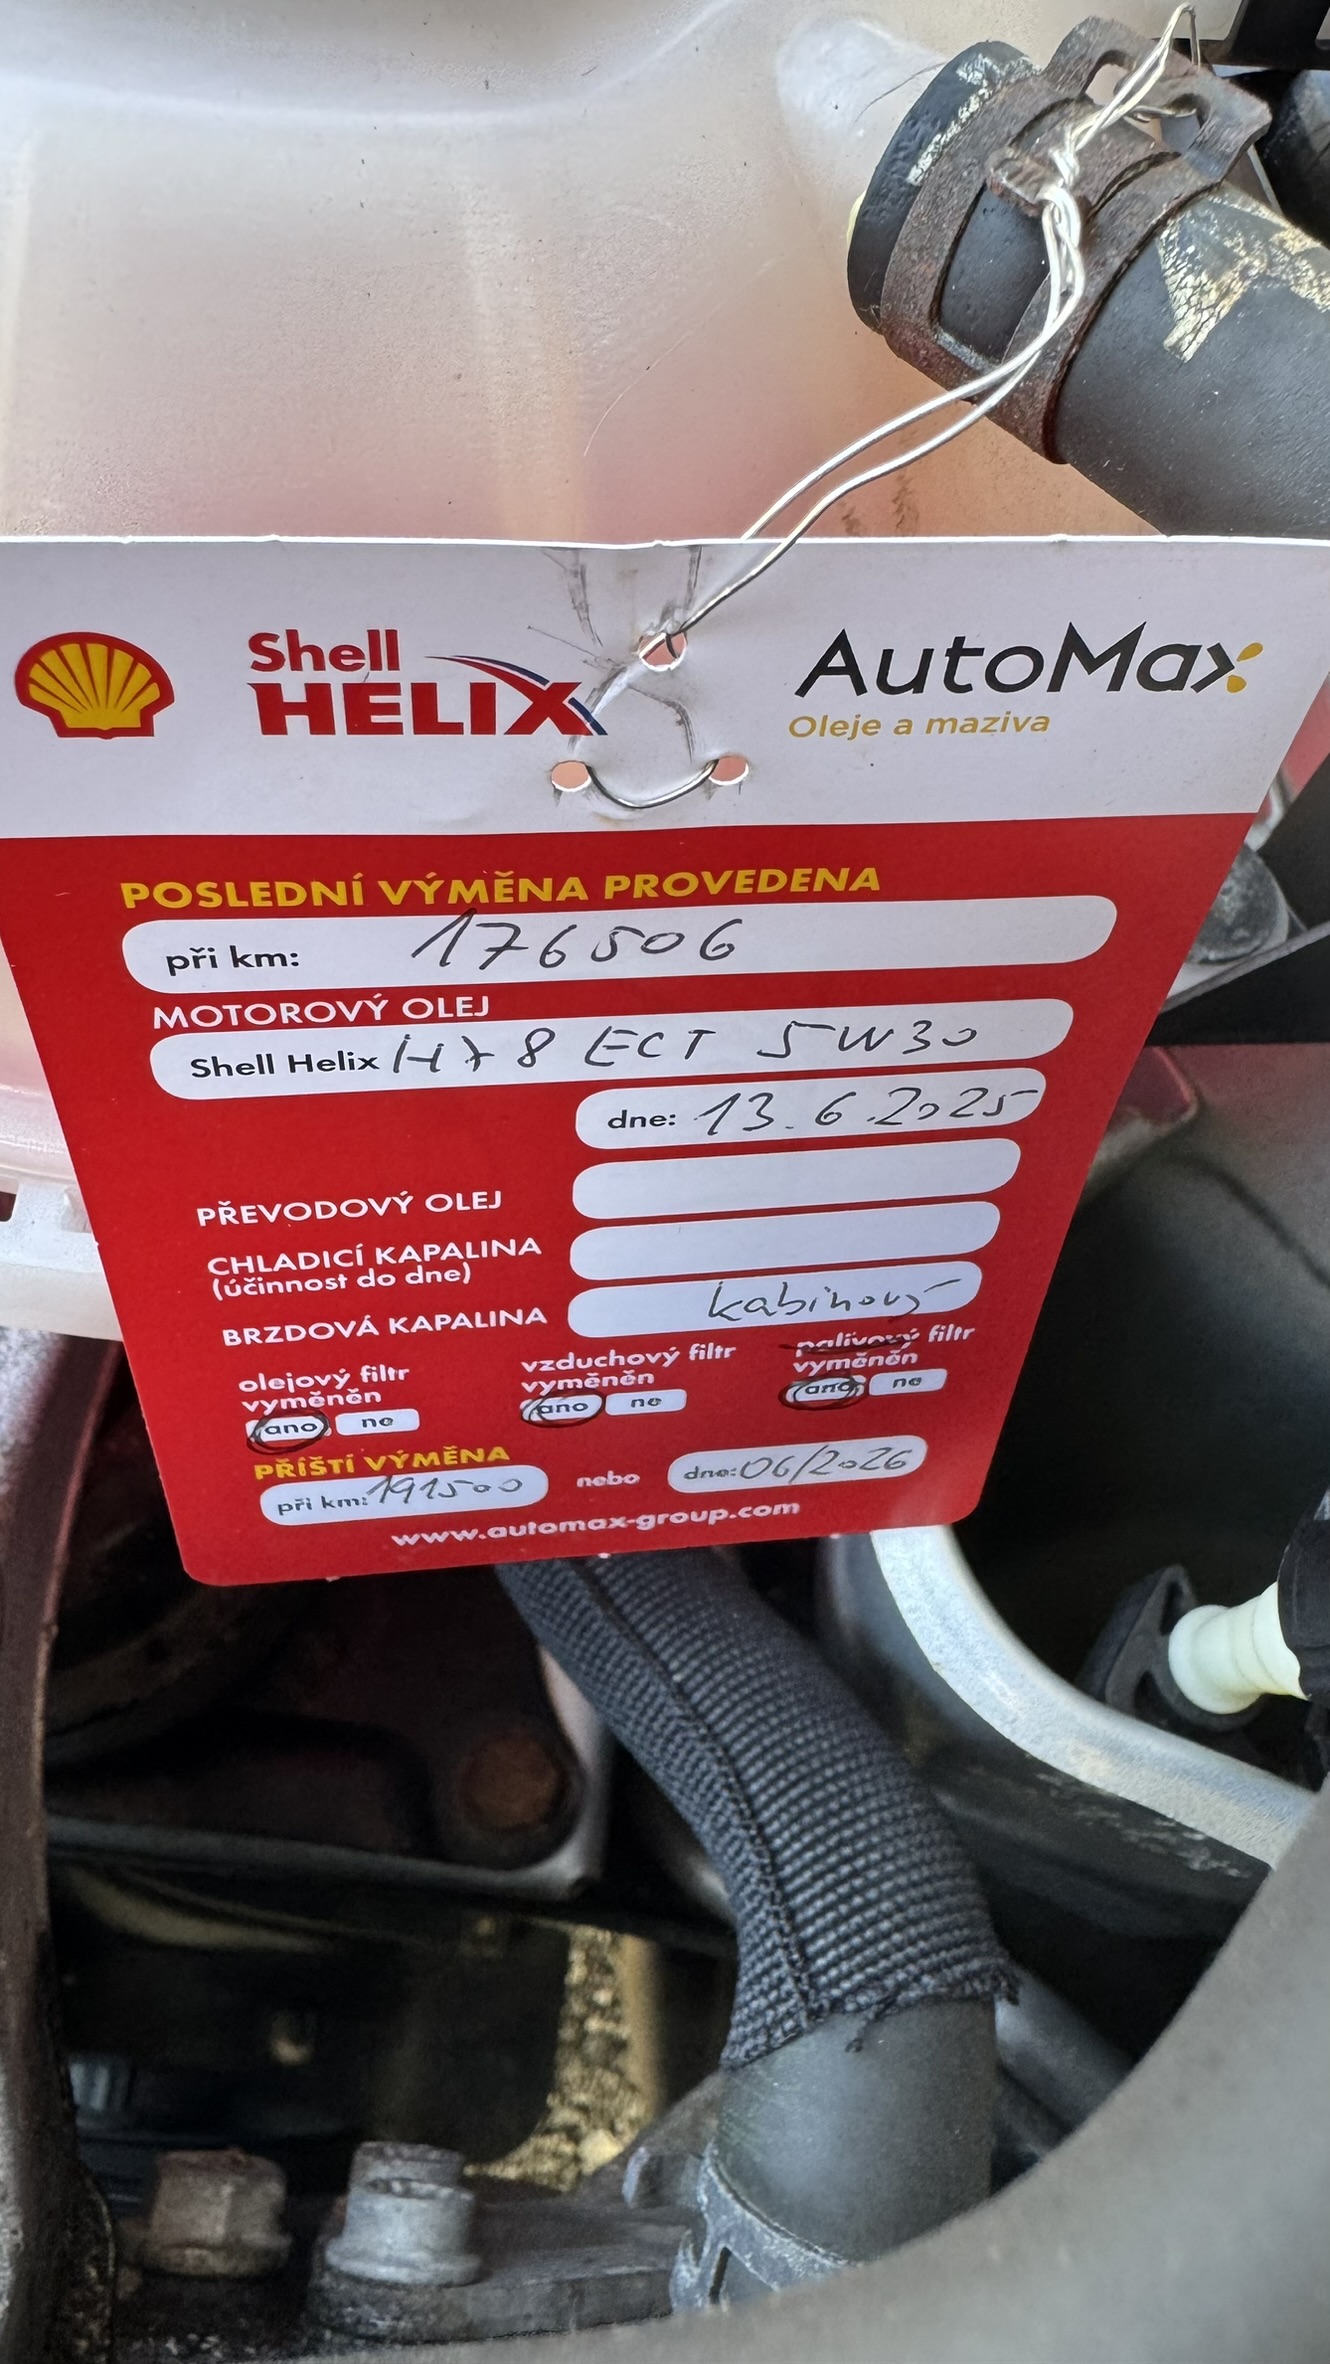 Shell
HELIX
AutoMax
Oleje a maziva
POSLEDNÍ VÝMĚNA PROVEDENA
při km: 176506
MOTOROVÝ OLEJ
Shell Helix HX8 ECT 5W30
dne: 13.6.2025
PŘEVODOVÝ OLEJ
CHLADICÍ KAPALINA
(účinnost do dne)
BRZDOVÁ KAPALINA
kabinový
olejový filtr
vyměněn
ano ne
vzduchový filtr
vyměněn
ano ne
palivový filtr
vyměněn
ano ne
PŘÍŠTÍ VÝMĚNA
při km: 191500 nebo dne: 06/2026
www.automax-group.com